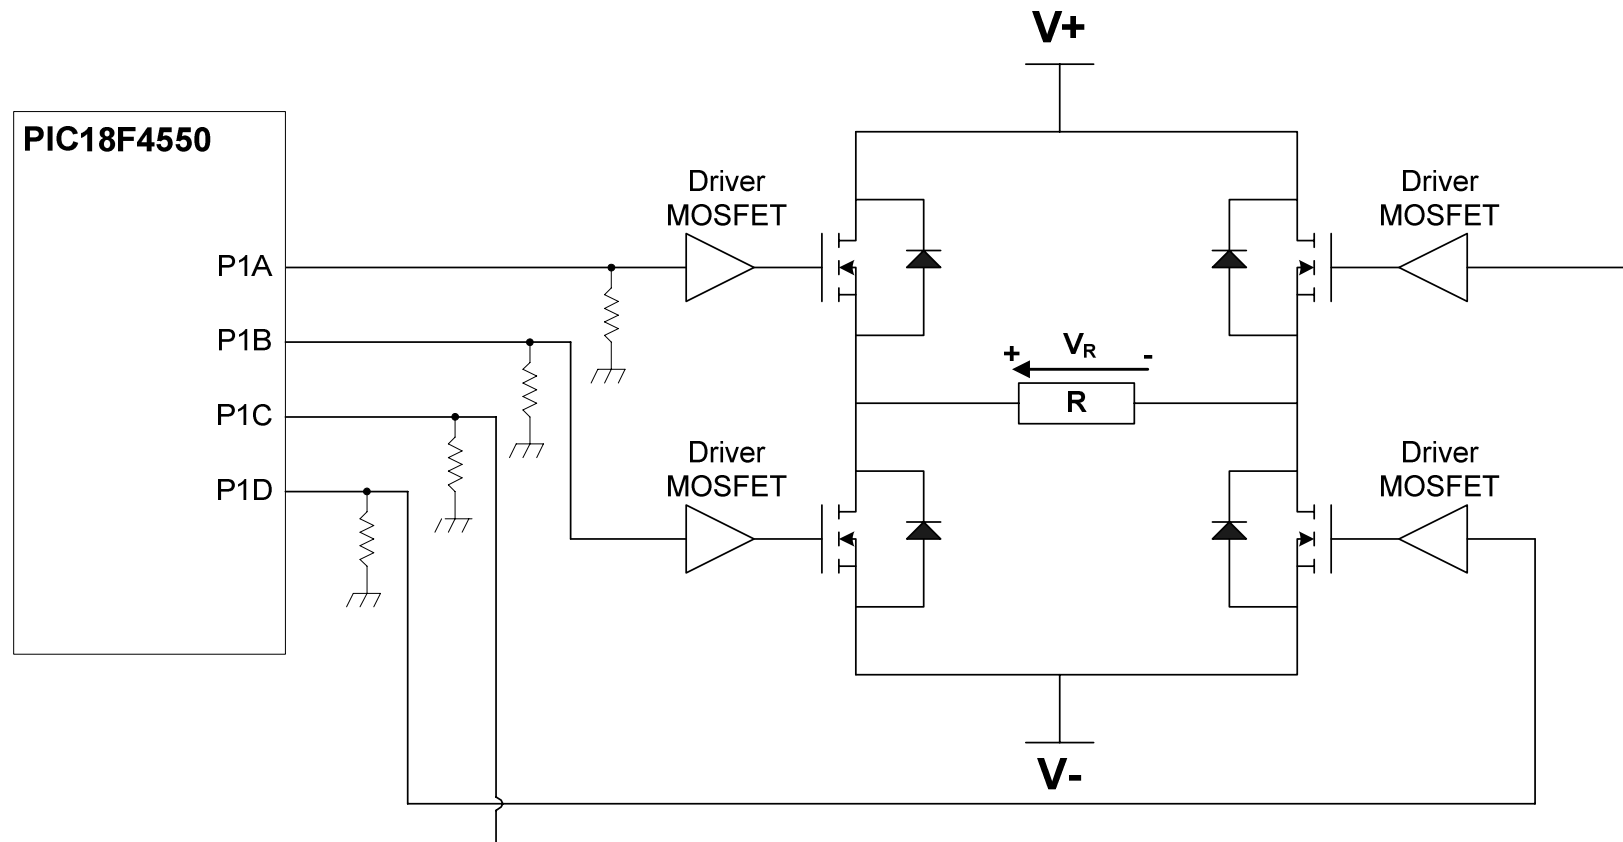 V+
PIC18F4550
Driver
MOSFET
Driver
MOSFET
P1A
P1B
+ VR -
R
P1C
Driver
MOSFET
Driver
MOSFET
P1D
V-